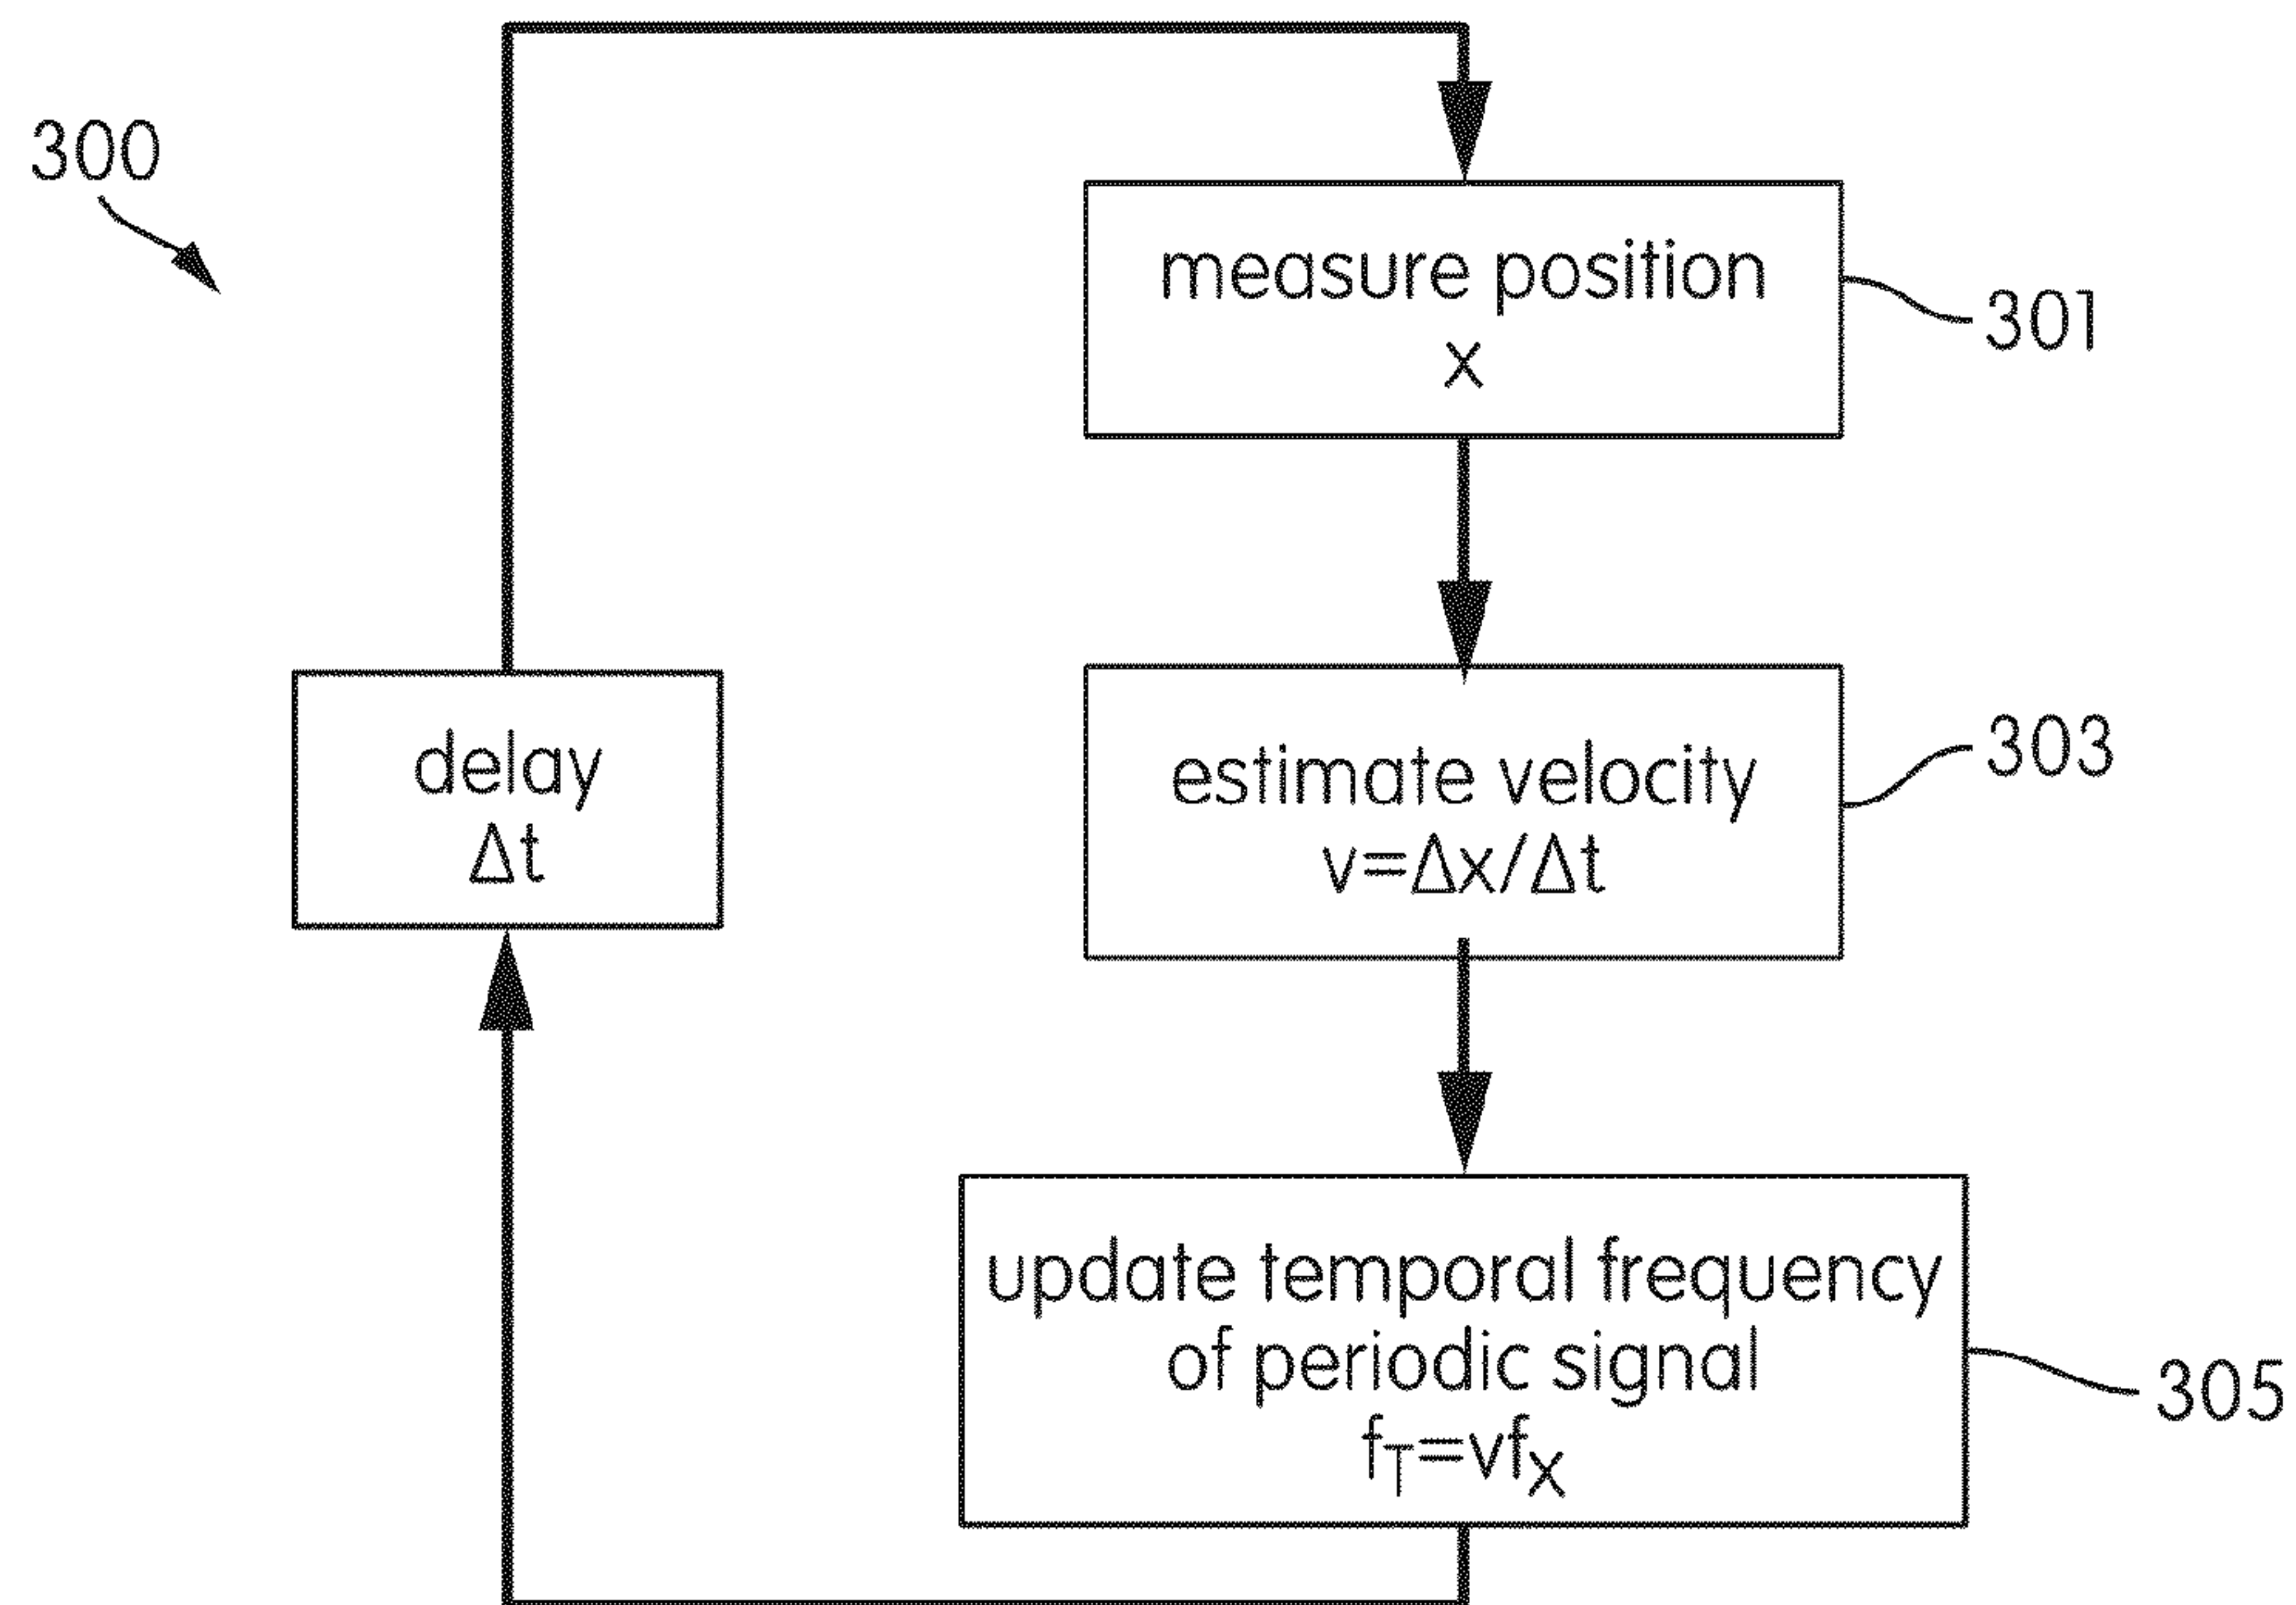 300
measure position
x
301
delay
Δt
estimate velocity
v=Δx/Δt
303
update temporal frequency
of periodic signal
fT=vfx
305